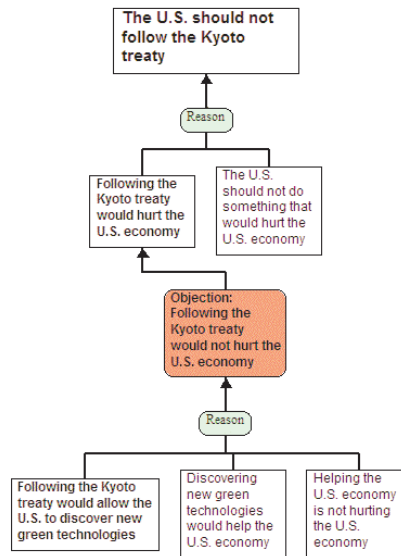 The U.S. should not
follow the Kyoto
treaty
Reason
Following the
Kyoto treaty
would hurt the
U.S. economy
The U.S.
should not do
something that
would hurt the
U.S. economy
Objection:
Following the
Kyoto treaty
would not hurt the
U.S. economy
Reason
Following the Kyoto
treaty would allow the
U.S. to discover new
green technologies
Discovering
new green
technologies
would help the
U.S. economy
Helping the
U.S. economy
is not hurting
the U.S.
economy